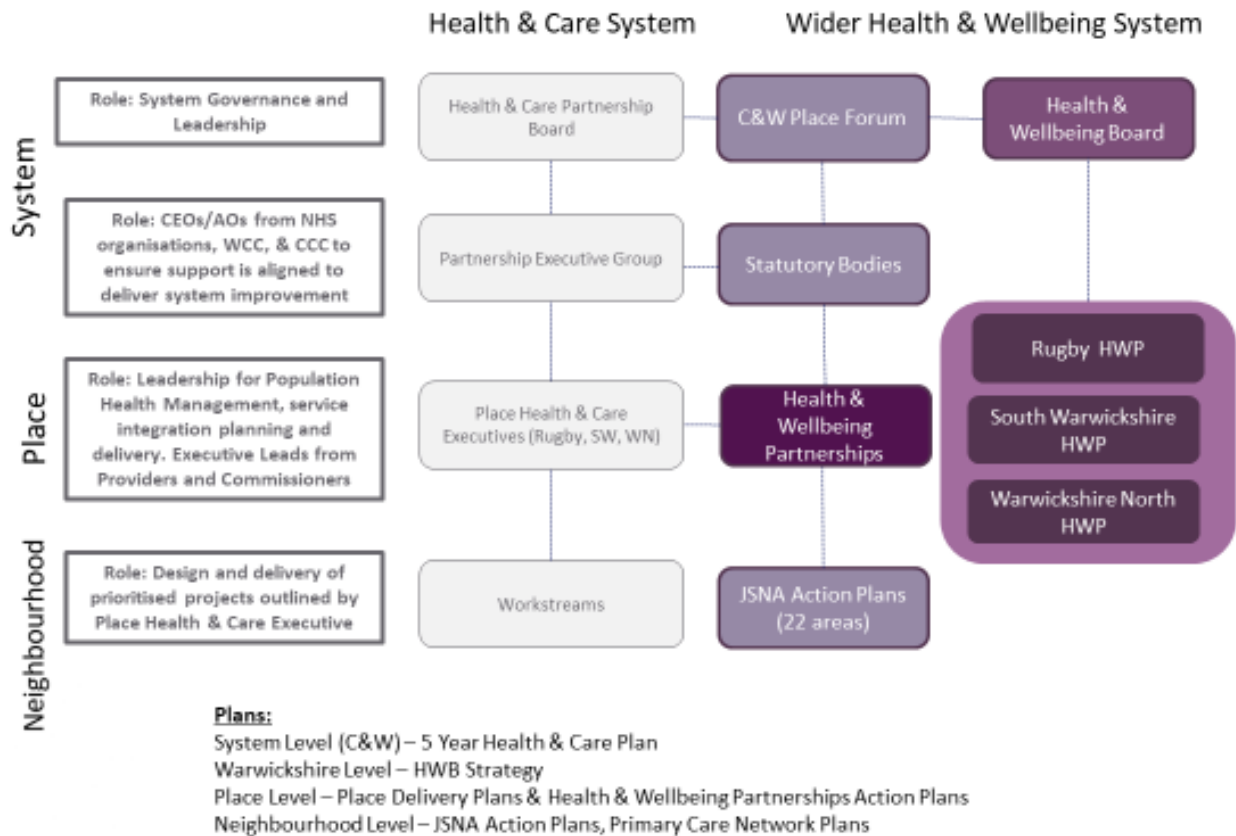 Health & Care System
Wider Health & Wellbeing System
System
Role: System Governance and
Leadership
Health & Care Partnership
Board
C&W Place Forum
Health &
Wellbeing Board
Role: CEOs/AOs from NHS
organisations, WCC, & CCC to
ensure support is aligned to
deliver system improvement
Partnership Executive Group
Statutory Bodies
Place
Role: Leadership for Population
Health Management, service
integration planning and
delivery. Executive Leads from
Providers and Commissioners
Place Health & Care
Executives (Rugby, SW, WN)
Health &
Wellbeing
Partnerships
Rugby HWP
South Warwickshire
HWP
Warwickshire North
HWP
Neighbourhood
Role: Design and delivery of
prioritised projects outlined by
Place Health & Care Executive
Workstreams
JSNA Action Plans
(22 areas)
Plans:
System Level (C&W) – 5 Year Health & Care Plan
Warwickshire Level – HWB Strategy
Place Level – Place Delivery Plans & Health & Wellbeing Partnerships Action Plans
Neighbourhood Level – JSNA Action Plans, Primary Care Network Plans